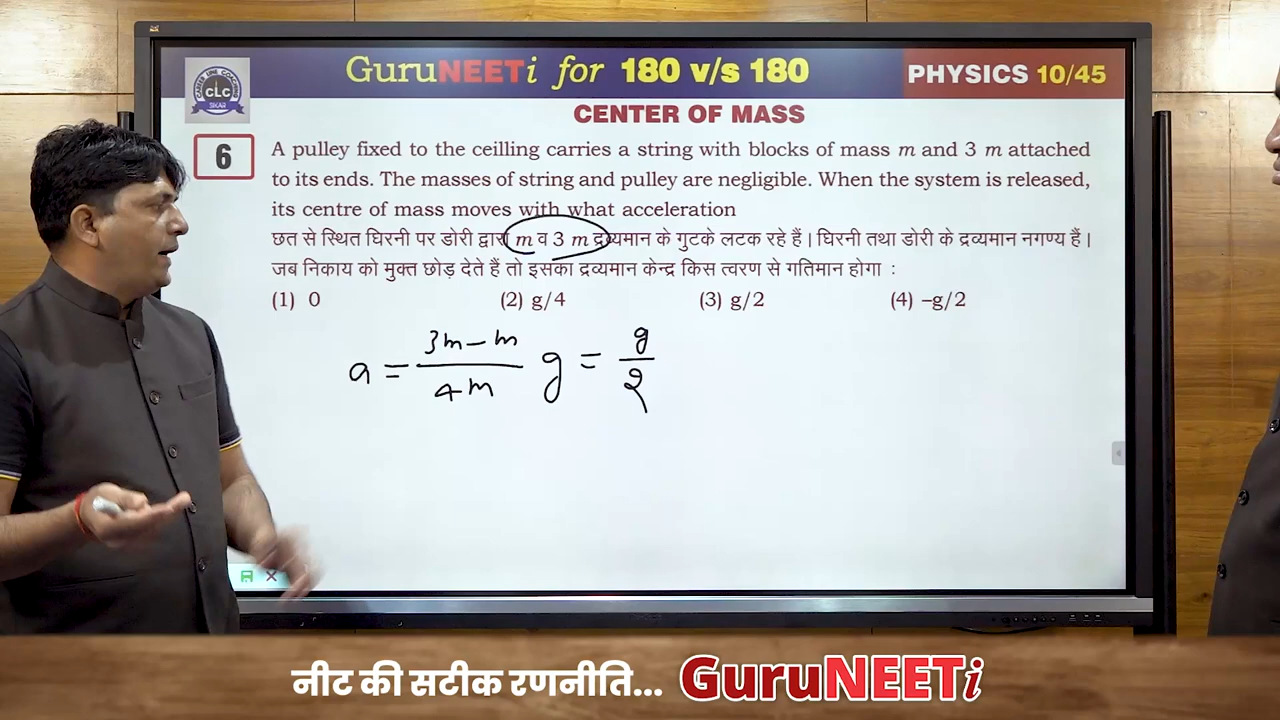 GuruNEETi for 180 v/s 180
PHYSICS 10/45
CLC
SIKAR
CENTER OF MASS
6
A pulley fixed to the ceilling carries a string with blocks of mass m and 3 m attached
to its ends. The masses of string and pulley are negligible. When the system is released,
its centre of mass moves with what acceleration
छत से स्थित घिरनी पर डोरी द्वारा m व 3 m द्रव्यमान के गुटके लटक रहे हैं। घिरनी तथा डोरी के द्रव्यमान नगण्य हैं।
जब निकाय को मुक्त छोड़ देते हैं तो इसका द्रव्यमान केन्द्र किस त्वरण से गतिमान होगा :
(1) 0 (2) g/4 (3) g/2 (4) –g/2
a = (3m – m)/(4m) g = g/2
नीट की सटीक रणनीति... GuruNEETi